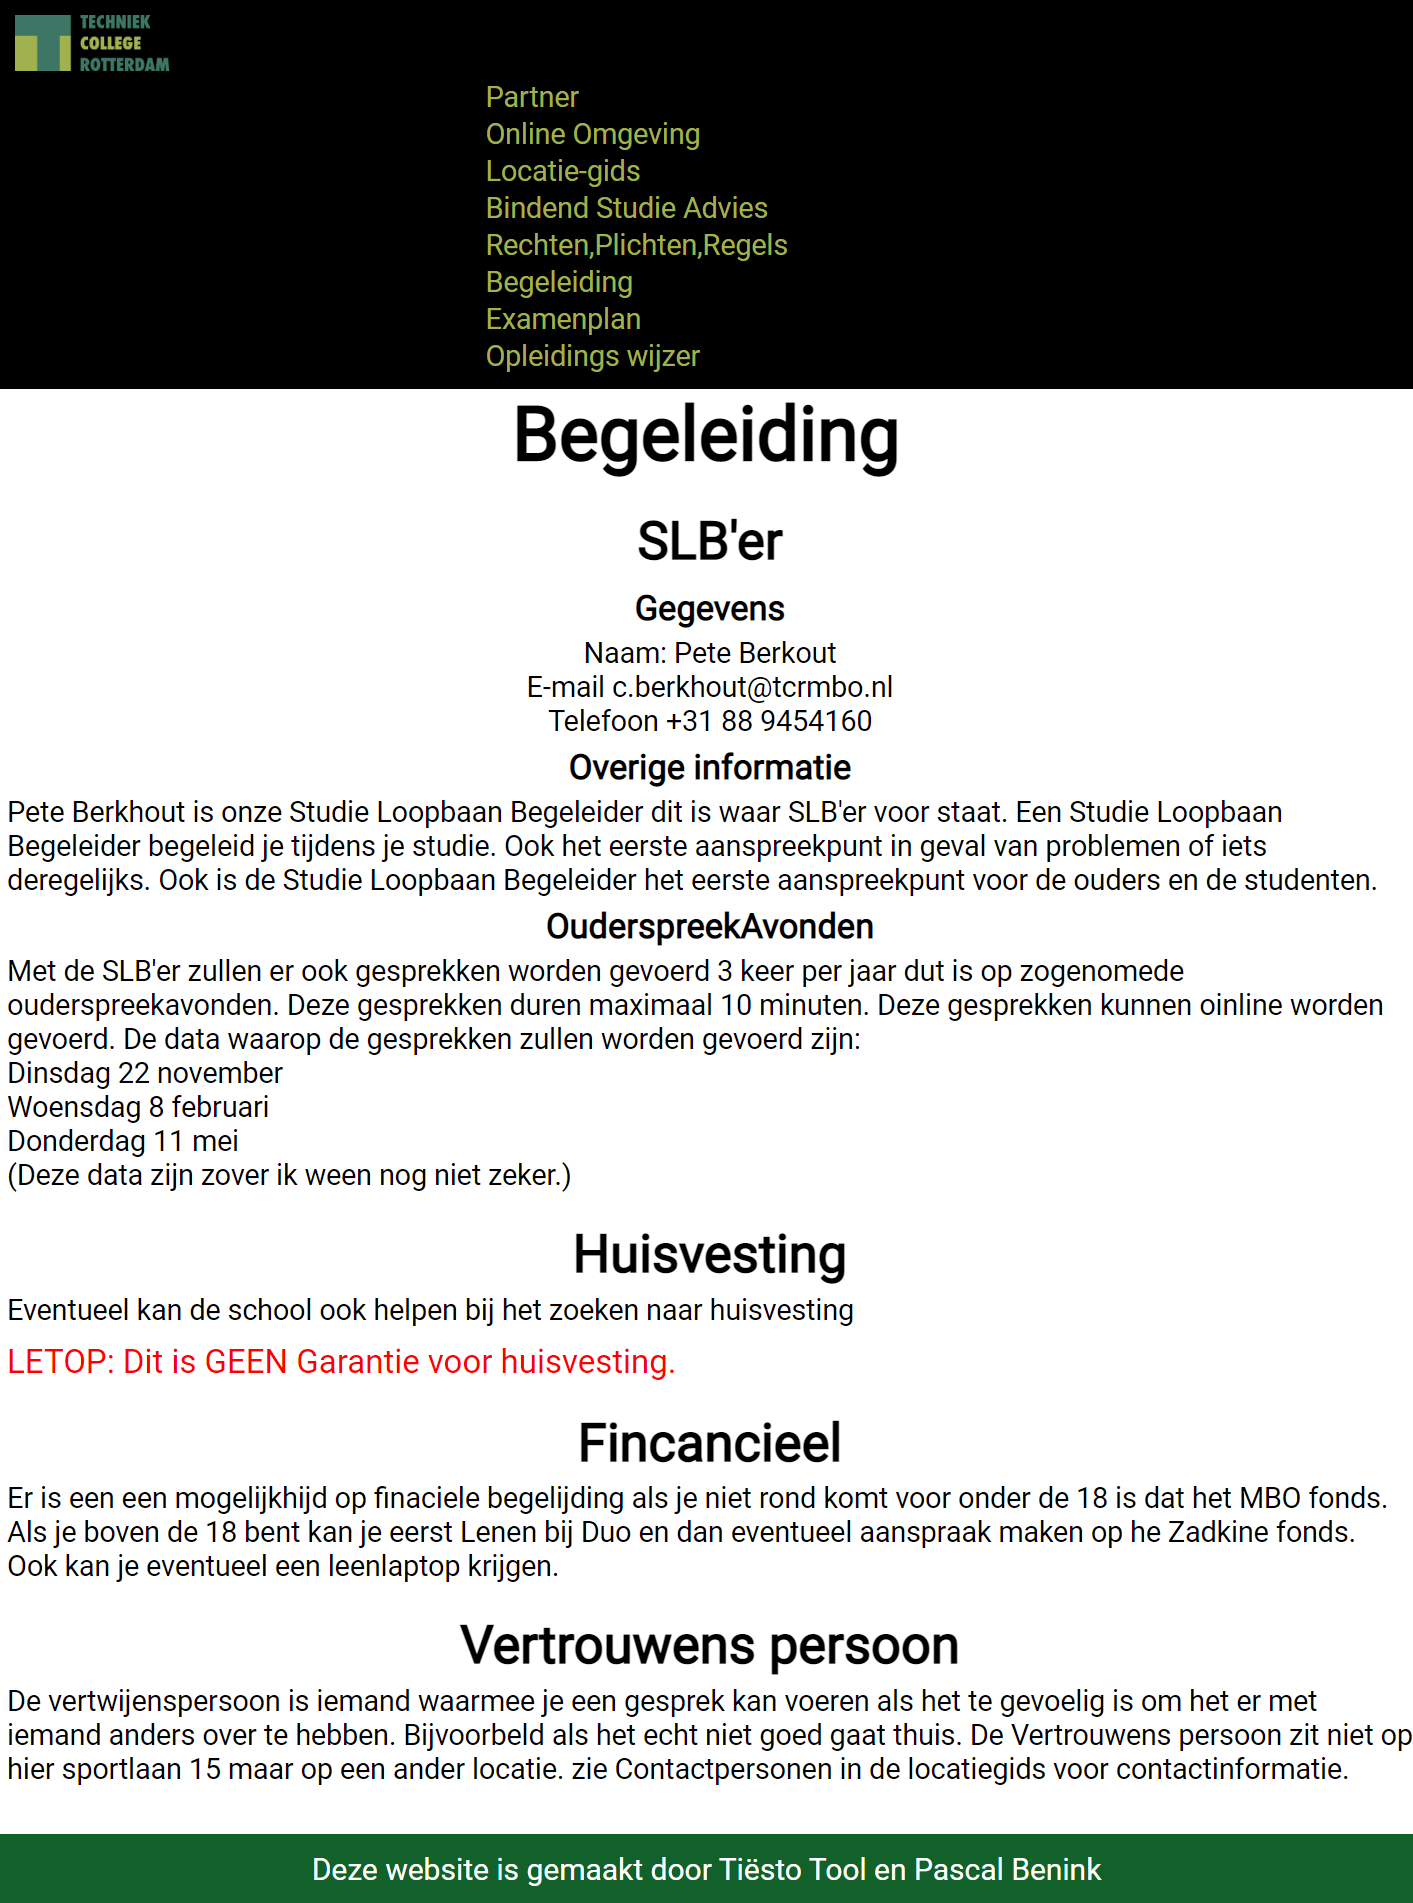 TECHNIEK
COLLEGE
ROTTERDAM
Partner
Online Omgeving
Locatie-gids
Bindend Studie Advies
Rechten,Plichten,Regels
Begeleiding
Examenplan
Opleidings wijzer
Begeleiding
SLB'er
Gegevens
Naam: Pete Berkout
E-mail c.berkhout@tcrmbo.nl
Telefoon +31 88 9454160
Overige informatie
Pete Berkhout is onze Studie Loopbaan Begeleider dit is waar SLB'er voor staat. Een Studie Loopbaan
Begeleider begeleid je tijdens je studie. Ook het eerste aanspreekpunt in geval van problemen of iets
deregelijks. Ook is de Studie Loopbaan Begeleider het eerste aanspreekpunt voor de ouders en de studenten.
OuderspreekAvonden
Met de SLB'er zullen er ook gesprekken worden gevoerd 3 keer per jaar dut is op zogenomede
ouderspreekavonden. Deze gesprekken duren maximaal 10 minuten. Deze gesprekken kunnen oinline worden
gevoerd. De data waarop de gesprekken zullen worden gevoerd zijn:
Dinsdag 22 november
Woensdag 8 februari
Donderdag 11 mei
(Deze data zijn zover ik ween nog niet zeker.)
Huisvesting
Eventueel kan de school ook helpen bij het zoeken naar huisvesting
LETOP: Dit is GEEN Garantie voor huisvesting.
Fincancieel
Er is een een mogelijkhijd op finaciele begelijding als je niet rond komt voor onder de 18 is dat het MBO fonds.
Als je boven de 18 bent kan je eerst Lenen bij Duo en dan eventueel aanspraak maken op he Zadkine fonds.
Ook kan je eventueel een leenlaptop krijgen.
Vertrouwens persoon
De vertwijenspersoon is iemand waarmee je een gesprek kan voeren als het te gevoelig is om het er met
iemand anders over te hebben. Bijvoorbeld als het echt niet goed gaat thuis. De Vertrouwens persoon zit niet op
hier sportlaan 15 maar op een ander locatie. zie Contactpersonen in de locatiegids voor contactinformatie.
Deze website is gemaakt door Tiësto Tool en Pascal Benink